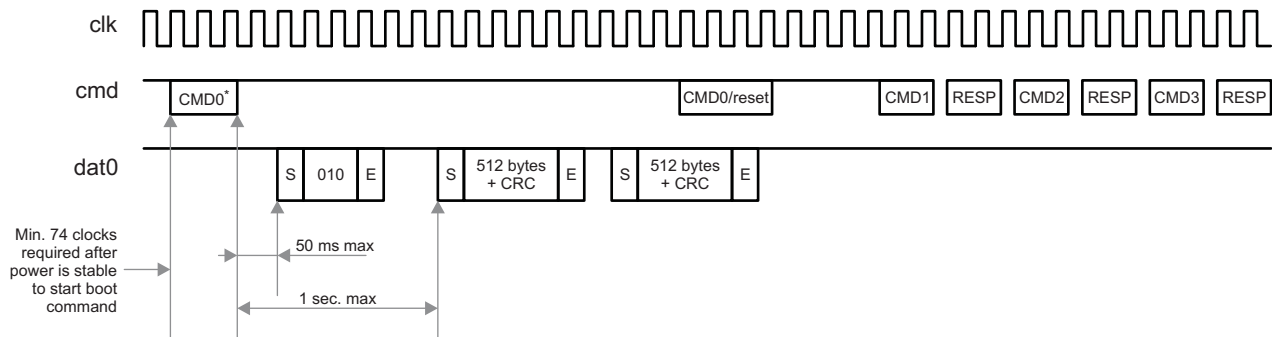 clk
cmd
CMD0*
CMD0/reset
CMD1
RESP
CMD2
RESP
CMD3
RESP
dat0
S
010
E
S
512 bytes
+ CRC
E
S
512 bytes
+ CRC
E
Min. 74 clocks
required after
power is stable
to start boot
command
50 ms max
1 sec. max